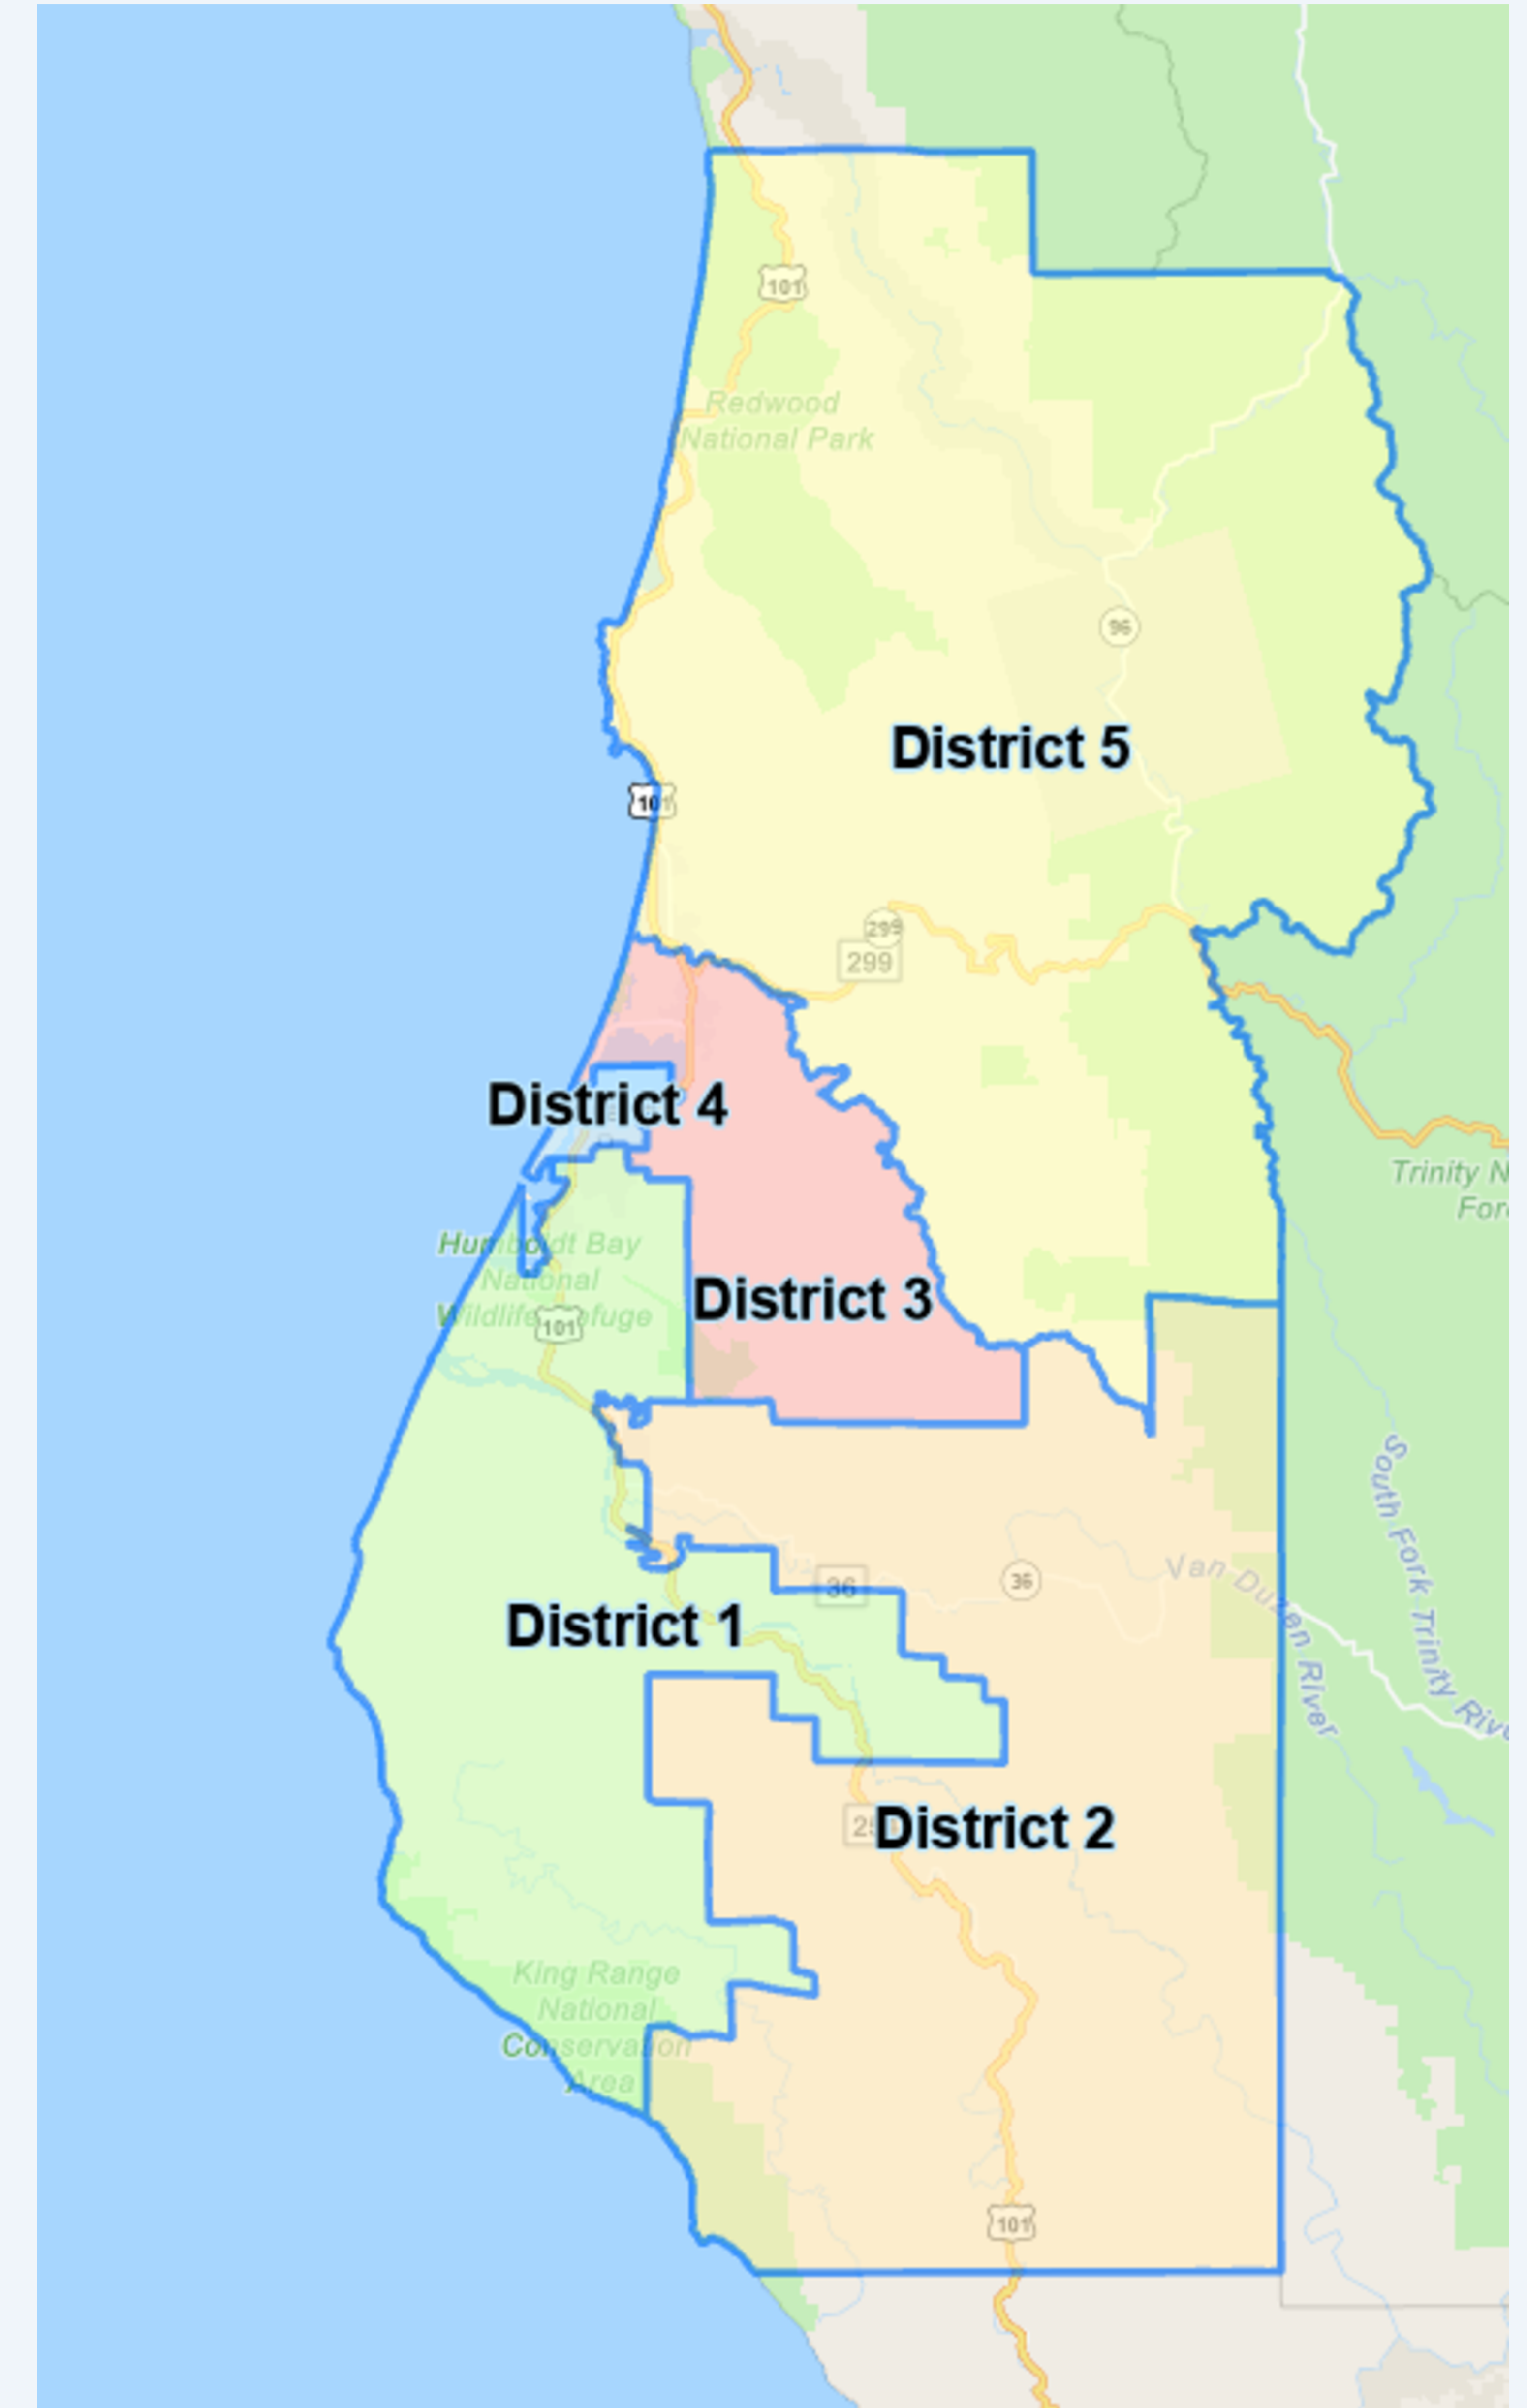 101
Redwood
National Park
96
District 5
101
299
299
District 4
Trinity N
For
Humboldt Bay
National
Wildlife Refuge
101
District 3
South Fork Trinity Riv
36
36
Van Duzen River
District 1
25
District 2
King Range
National
Conservation
Area
101